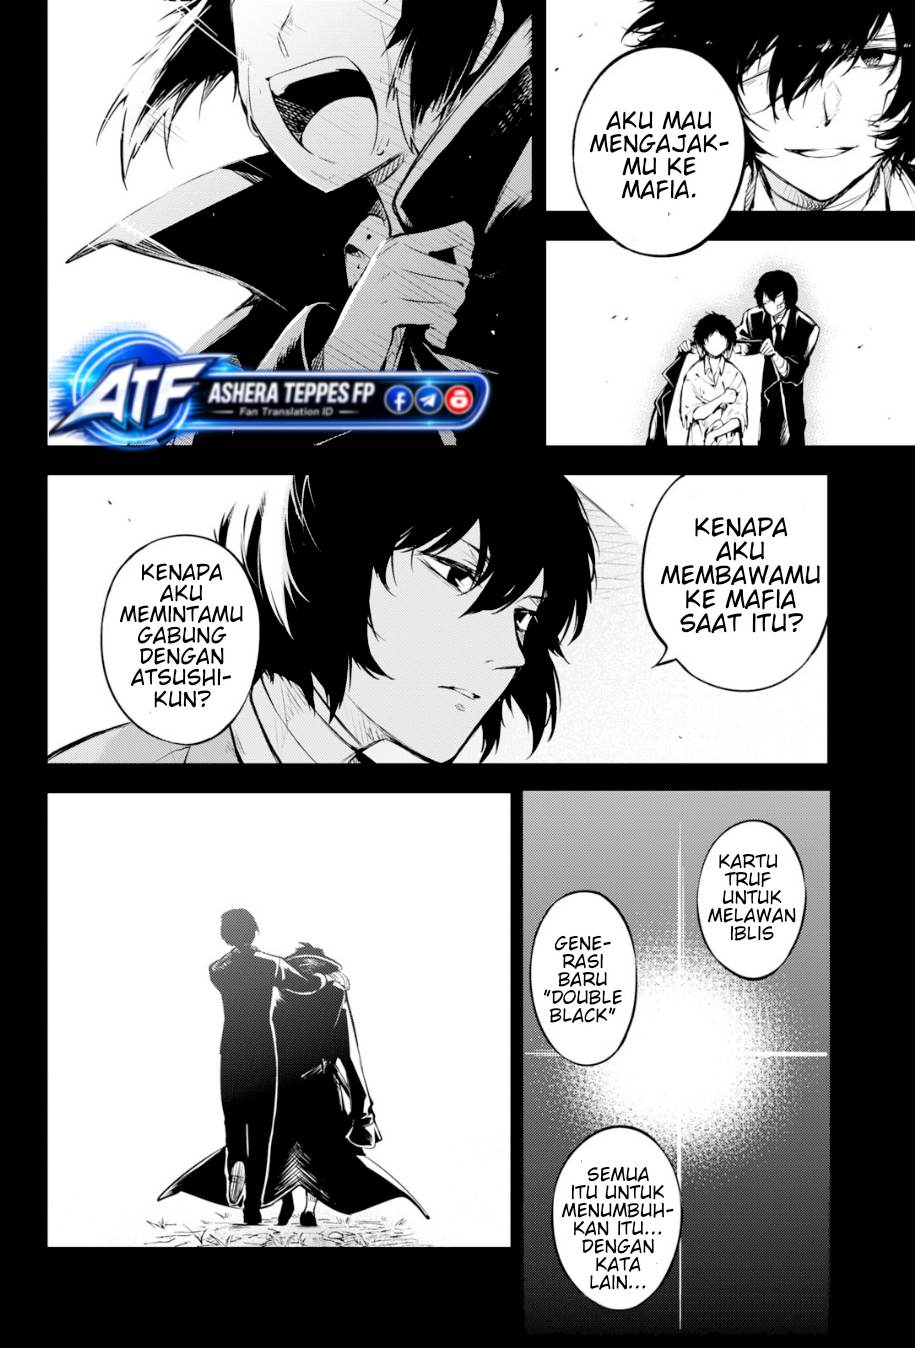 AKU MAU
MENGAJAK-
MU KE
MAFIA.
ATF
ASHERA TEPPES FP
Fan Translation ID
KENAPA
AKU
MEMBAWAMU
KE MAFIA
SAAT ITU?
KENAPA
AKU
MEMINTAMU
GABUNG
DENGAN
ATSUSHI-
KUN?
KARTU
TRUF
UNTUK
MELAWAN
IBLIS
GENE-
RASI
BARU
"DOUBLE
BLACK"
SEMUA
ITU UNTUK
MENUMBUH-
KAN ITU...
DENGAN
KATA
LAIN...